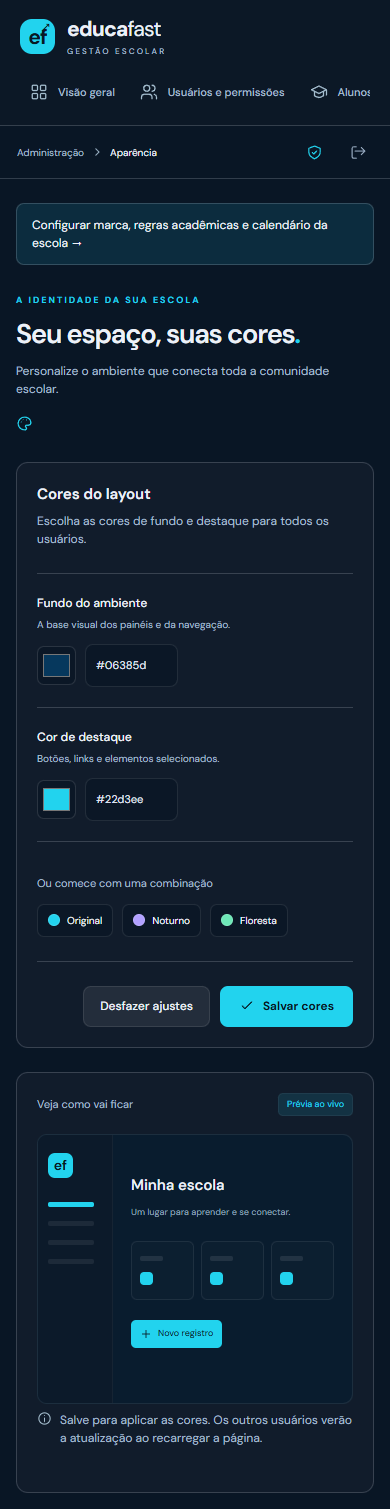 ef
educafast
GESTÃO ESCOLAR
Visão geral
Usuários e permissões
Alunos
Administração
Aparência
Configurar marca, regras acadêmicas e calendário da
escola →
A IDENTIDADE DA SUA ESCOLA
Seu espaço, suas cores.
Personalize o ambiente que conecta toda a comunidade
escolar.
Cores do layout
Escolha as cores de fundo e destaque para todos os
usuários.
Fundo do ambiente
A base visual dos painéis e da navegação.
#06385d
Cor de destaque
Botões, links e elementos selecionados.
#22d3ee
Ou comece com uma combinação
Original
Noturno
Floresta
Desfazer ajustes
Salvar cores
Veja como vai ficar
Prévia ao vivo
ef
Minha escola
Um lugar para aprender e se conectar.
+ Novo registro
Salve para aplicar as cores. Os outros usuários verão
a atualização ao recarregar a página.